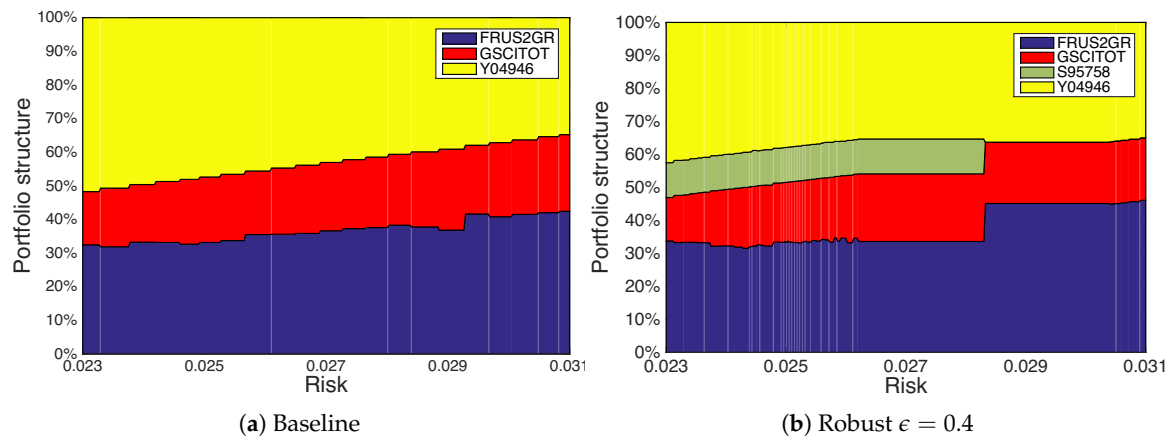 100%
90%
80%
70%
60%
50%
40%
30%
20%
10%
0%
Portfolio structure
FRUS2GR
GSCITOT
Y04946
0.023
0.025
0.027
0.029
0.031
Risk
(a) Baseline
100%
90%
80%
70%
60%
50%
40%
30%
20%
10%
0%
Portfolio structure
FRUS2GR
GSCITOT
S95758
Y04946
0.023
0.025
0.027
0.029
0.031
Risk
(b) Robust ϵ = 0.4